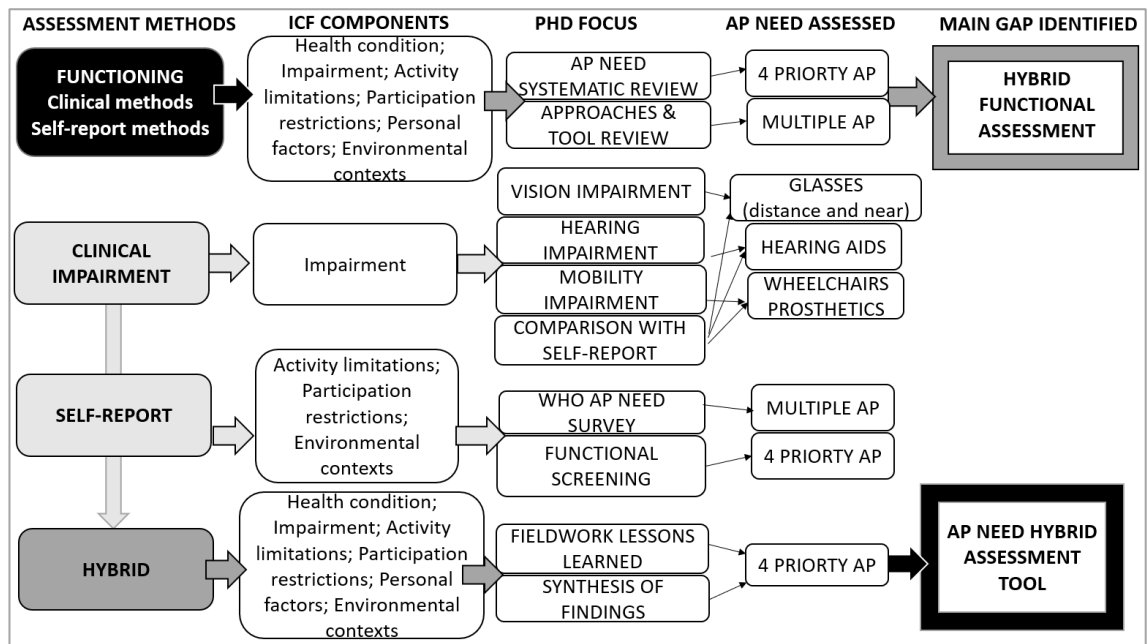 ASSESSMENT METHODS
ICF COMPONENTS
PHD FOCUS
AP NEED ASSESSED
MAIN GAP IDENTIFIED
FUNCTIONING
Clinical methods
Self-report methods
Health condition;
Impairment; Activity
limitations; Participation
restrictions; Personal
factors; Environmental
contexts
AP NEED
SYSTEMATIC REVIEW
APPROACHES &
TOOL REVIEW
4 PRIORTY AP
MULTIPLE AP
HYBRID
FUNCTIONAL
ASSESSMENT
CLINICAL
IMPAIRMENT
Impairment
VISION IMPAIRMENT
HEARING
IMPAIRMENT
MOBILITY
IMPAIRMENT
COMPARISON WITH
SELF-REPORT
GLASSES
(distance and near)
HEARING AIDS
WHEELCHAIRS
PROSTHETICS
SELF-REPORT
Activity limitations;
Participation
restrictions;
Environmental
contexts
WHO AP NEED
SURVEY
FUNCTIONAL
SCREENING
MULTIPLE AP
4 PRIORTY AP
HYBRID
Health condition;
Impairment; Activity
limitations; Participation
restrictions; Personal
factors; Environmental
contexts
FIELDWORK LESSONS
LEARNED
SYNTHESIS OF
FINDINGS
4 PRIORTY AP
AP NEED HYBRID
ASSESSMENT
TOOL